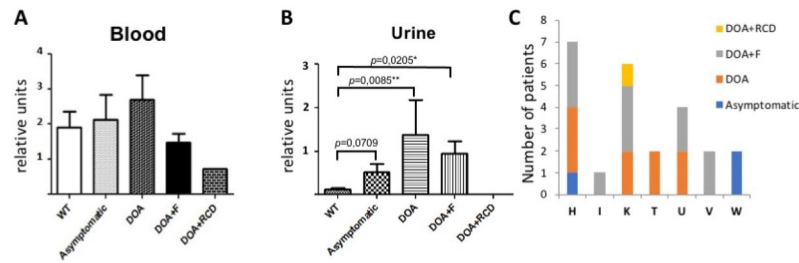 A
Blood
relative units
4
3
2
1
WT
Asymptomatic
DOA
DOA+F
DOA+RCD
B
Urine
relative units
3
2
1
p=0,0205*
p=0,0085**
p=0,0709
WT
Asymptomatic
DOA
DOA+F
DOA+RCD
C
Number of patients
8
7
6
5
4
3
2
1
0
H I K T U V W
DOA+RCD
DOA+F
DOA
Asymptomatic